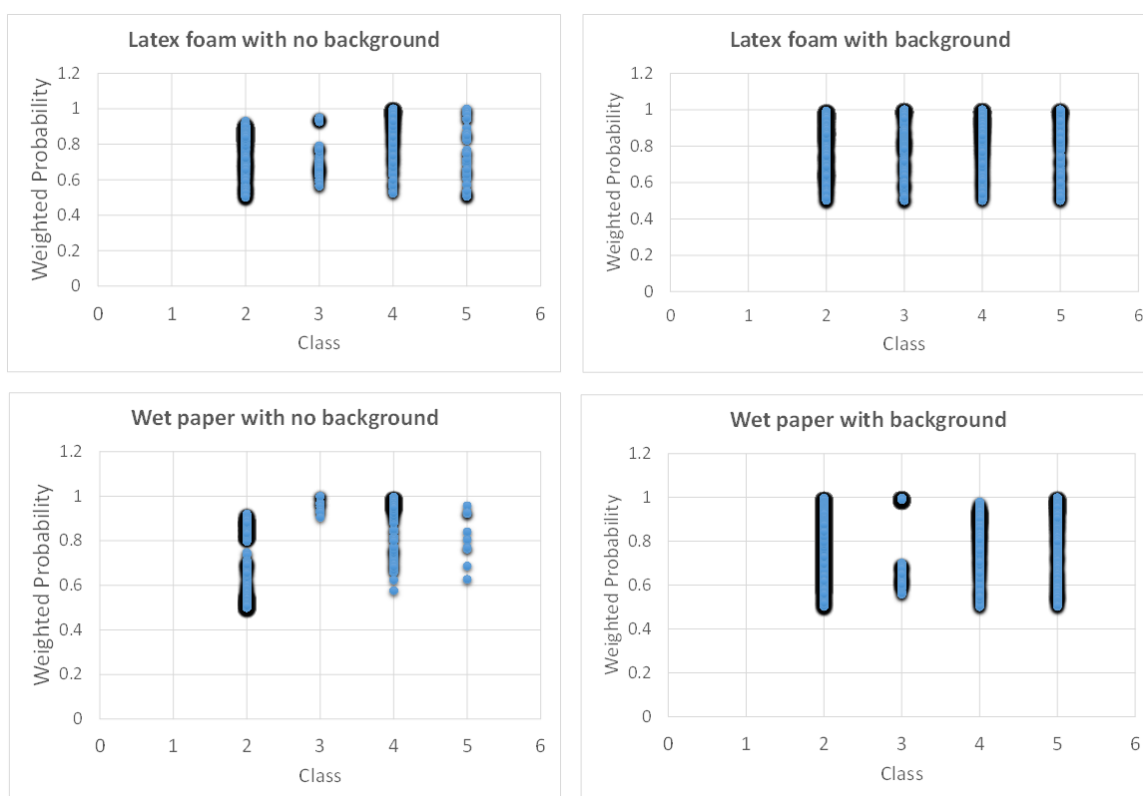 Latex foam with no background
Weighted Probability
1.2
1
0.8
0.6
0.4
0.2
0
0 1 2 3 4 5 6
Class
Latex foam with background
Weighted Probability
1.2
1
0.8
0.6
0.4
0.2
0
0 1 2 3 4 5 6
Class
Wet paper with no background
Weighted Probability
1.2
1
0.8
0.6
0.4
0.2
0
0 1 2 3 4 5 6
Class
Wet paper with background
Weighted Probability
1.2
1
0.8
0.6
0.4
0.2
0
0 1 2 3 4 5 6
Class